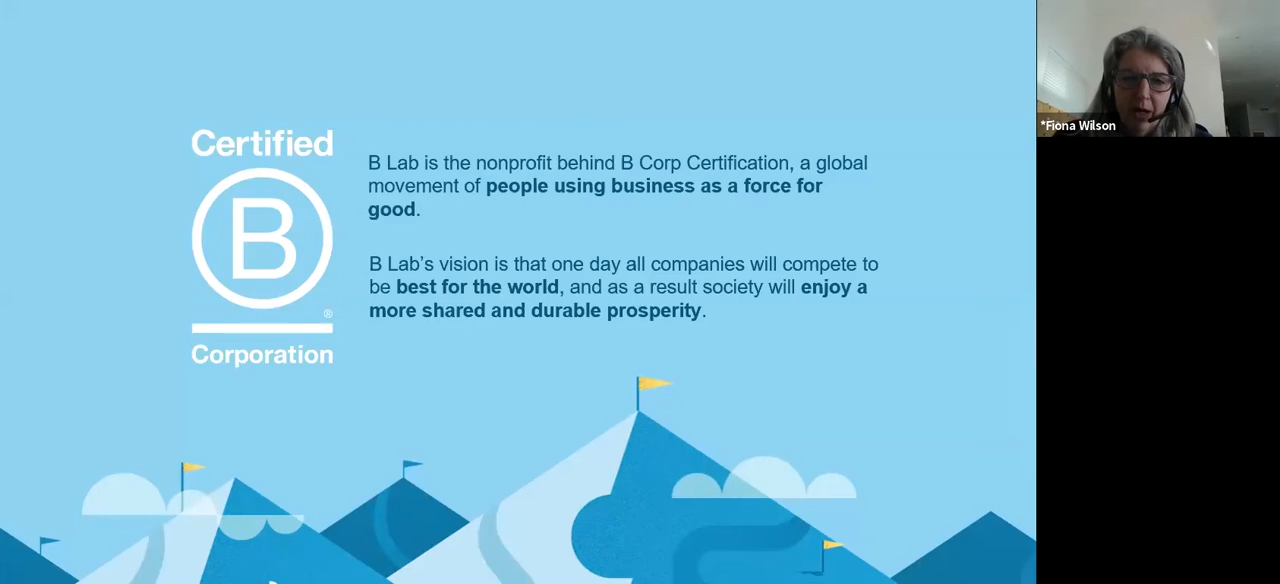 Certified
B
®
Corporation
B Lab is the nonprofit behind B Corp Certification, a global
movement of people using business as a force for
good.
B Lab’s vision is that one day all companies will compete to
be best for the world, and as a result society will enjoy a
more shared and durable prosperity.
*Fiona Wilson